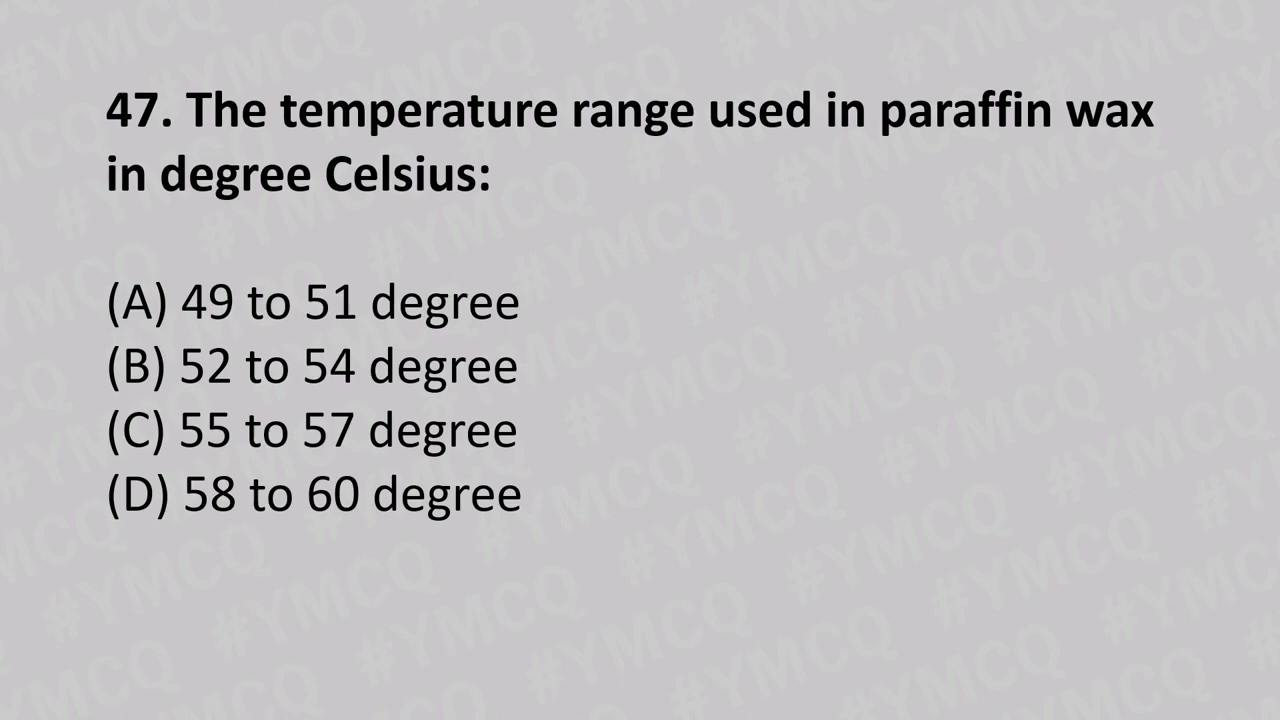 47. The temperature range used in paraffin wax
in degree Celsius:
(A) 49 to 51 degree
(B) 52 to 54 degree
(C) 55 to 57 degree
(D) 58 to 60 degree
#YMCQ